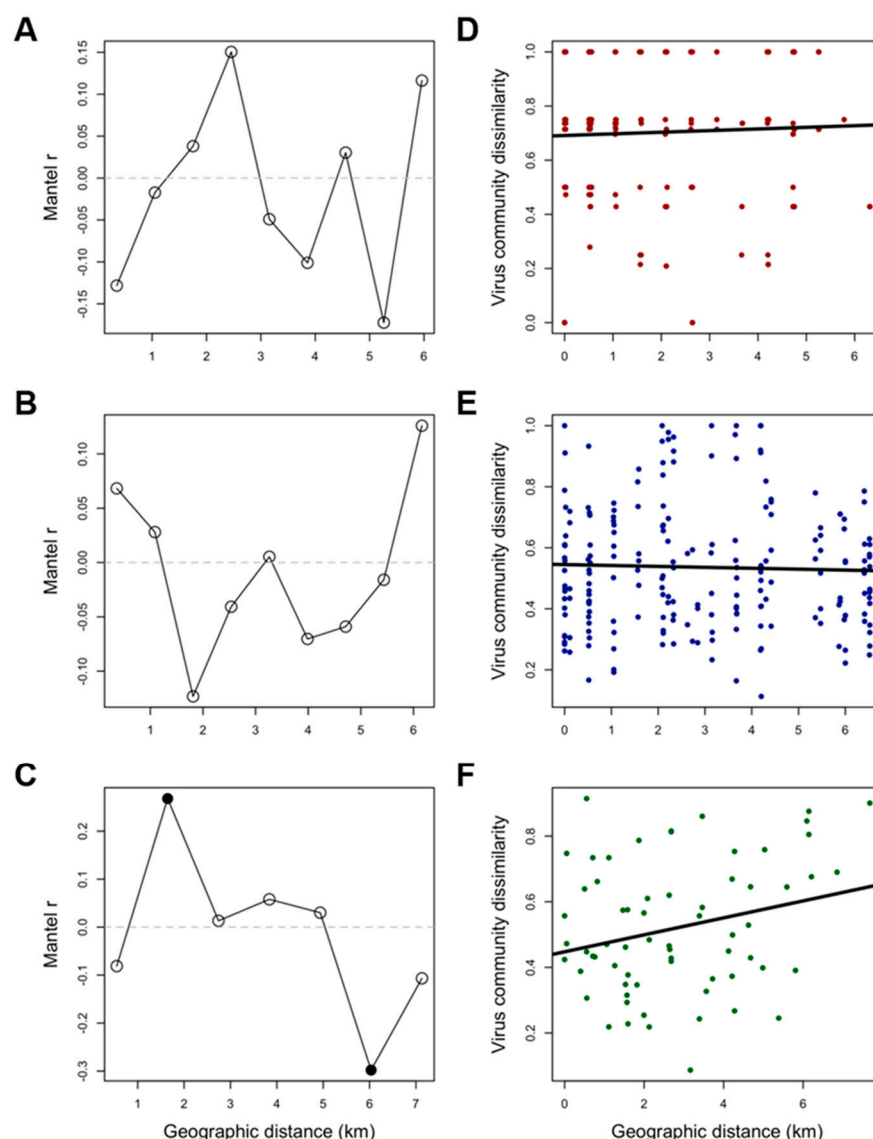 A
Mantel r
0.15
0.10
0.05
0.00
-0.05
-0.10
-0.15
1 2 3 4 5 6
D
Virus community dissimilarity
1.0
0.8
0.6
0.4
0.2
0.0
0 1 2 3 4 5 6
B
Mantel r
0.10
0.05
0.00
-0.05
-0.10
1 2 3 4 5 6
E
Virus community dissimilarity
1.0
0.8
0.6
0.4
0.2
0 1 2 3 4 5 6
C
Mantel r
0.2
0.1
0.0
-0.1
-0.2
-0.3
1 2 3 4 5 6 7
Geographic distance (km)
F
Virus community dissimilarity
0.8
0.6
0.4
0.2
0 2 4 6
Geographic distance (km)